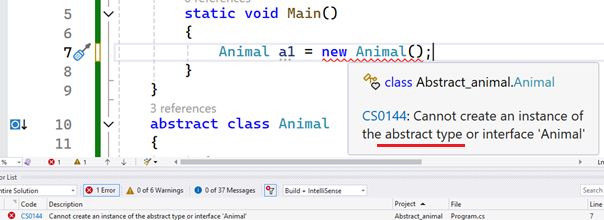 0 references
5 static void Main()
6 {
7 Animal a1 = new Animal();
8 }
9 }
class Abstract_animal.Animal
CS0144: Cannot create an instance of
the abstract type or interface 'Animal'
3 references
10 abstract class Animal
11 {
% 1 1
Error List
Entire Solution 1 Error 0 of 6 Warnings 0 of 37 Messages Build + IntelliSense
Code Description Project File Line
CS0144 Cannot create an instance of the abstract type or interface 'Animal' Abstract_animal Program.cs 7